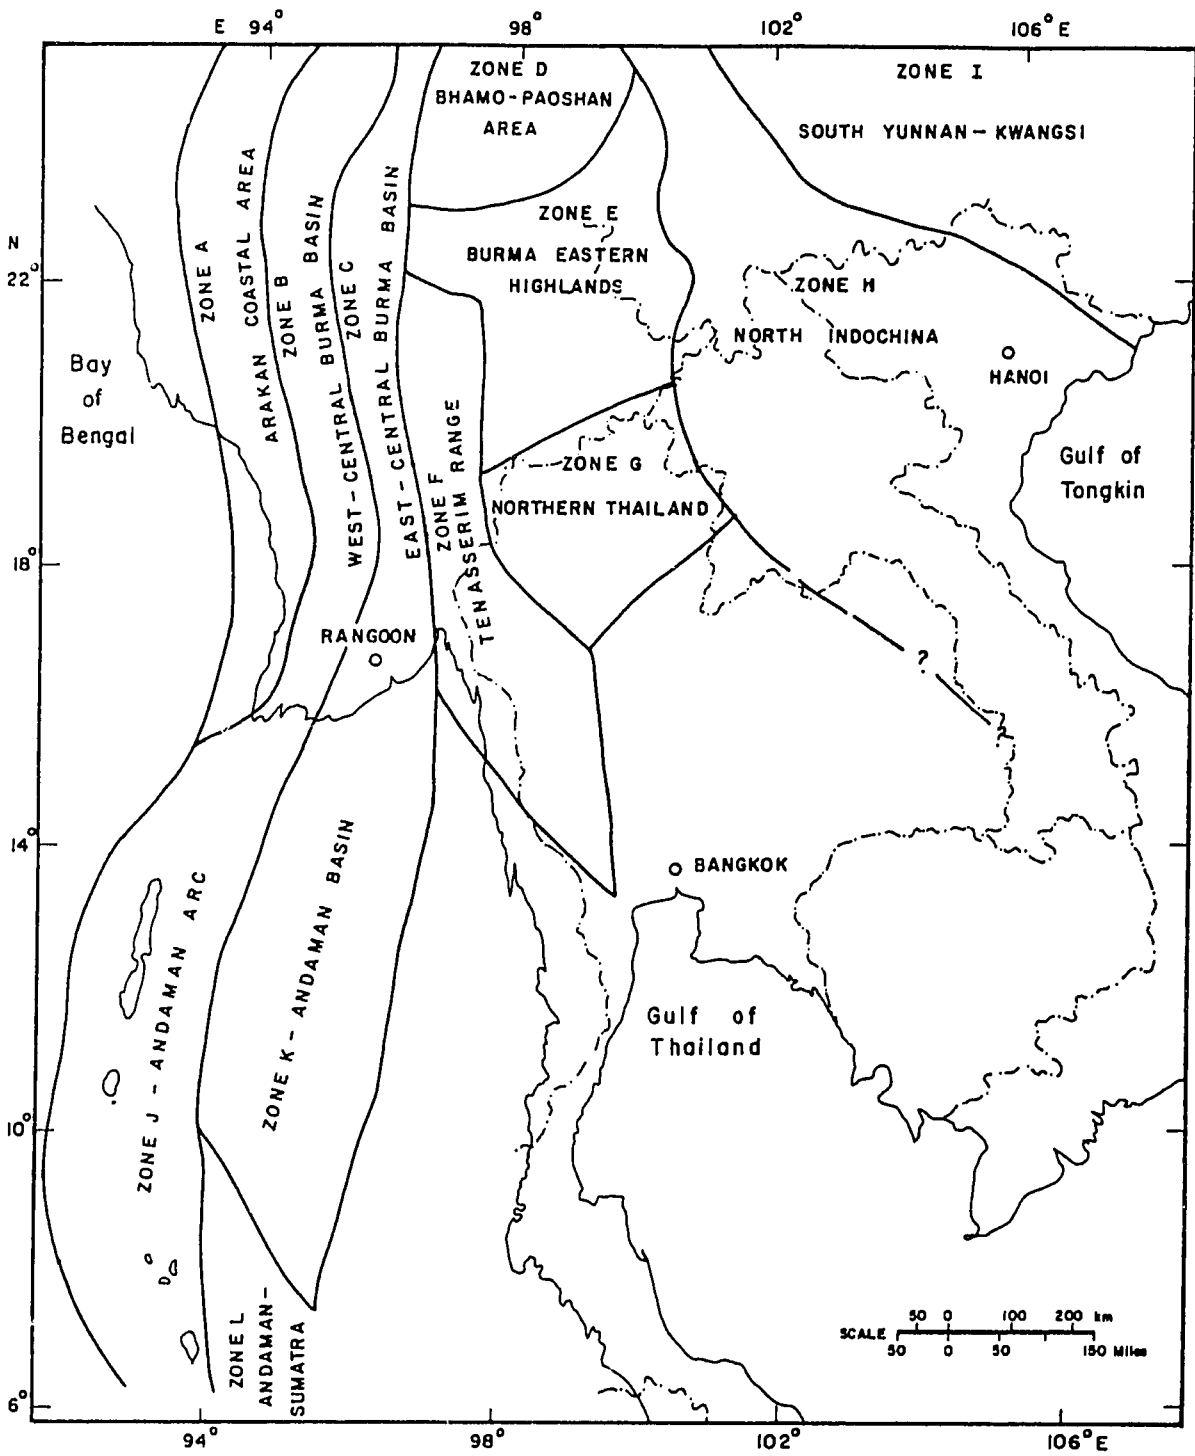 E 94° 98° 102° 106°E
ZONE D
BHAMO-PAOSHAN
AREA
ZONE I
SOUTH YUNNAN-KWANGSI
ZONE A
ARAKAN COASTAL AREA
ZONE B
WEST-CENTRAL BURMA BASIN
ZONE C
EAST-CENTRAL BURMA BASIN
ZONE E
BURMA EASTERN
HIGHLANDS
N
22°
ZONE H
NORTH INDOCHINA
HANOI
Bay
of
Bengal
ZONE F
TENASSERIM RANGE
ZONE G
NORTHERN THAILAND
Gulf of
Tongkin
18°
RANGOON
?
14°
BANGKOK
ZONE J-ANDAMAN ARC
ZONE K-ANDAMAN BASIN
Gulf of
Thailand
10°
ZONE L
ANDAMAN-
SUMATRA
50 0 100 200 km
SCALE
50 0 50 150 Miles
6°
94° 98° 102° 106°E